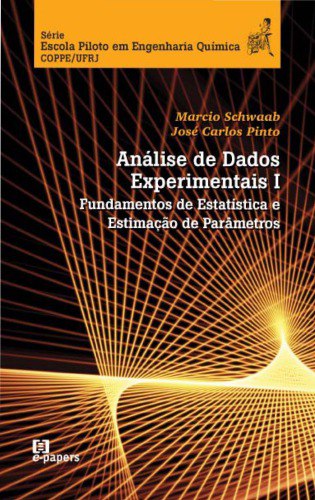 Série
Escola Piloto em Engenharia Química
COPPE/UFRJ
Marcio Schwaab
José Carlos Pinto
Análise de Dados
Experimentais I
Fundamentos de Estatística e
Estimação de Parâmetros
e-papers